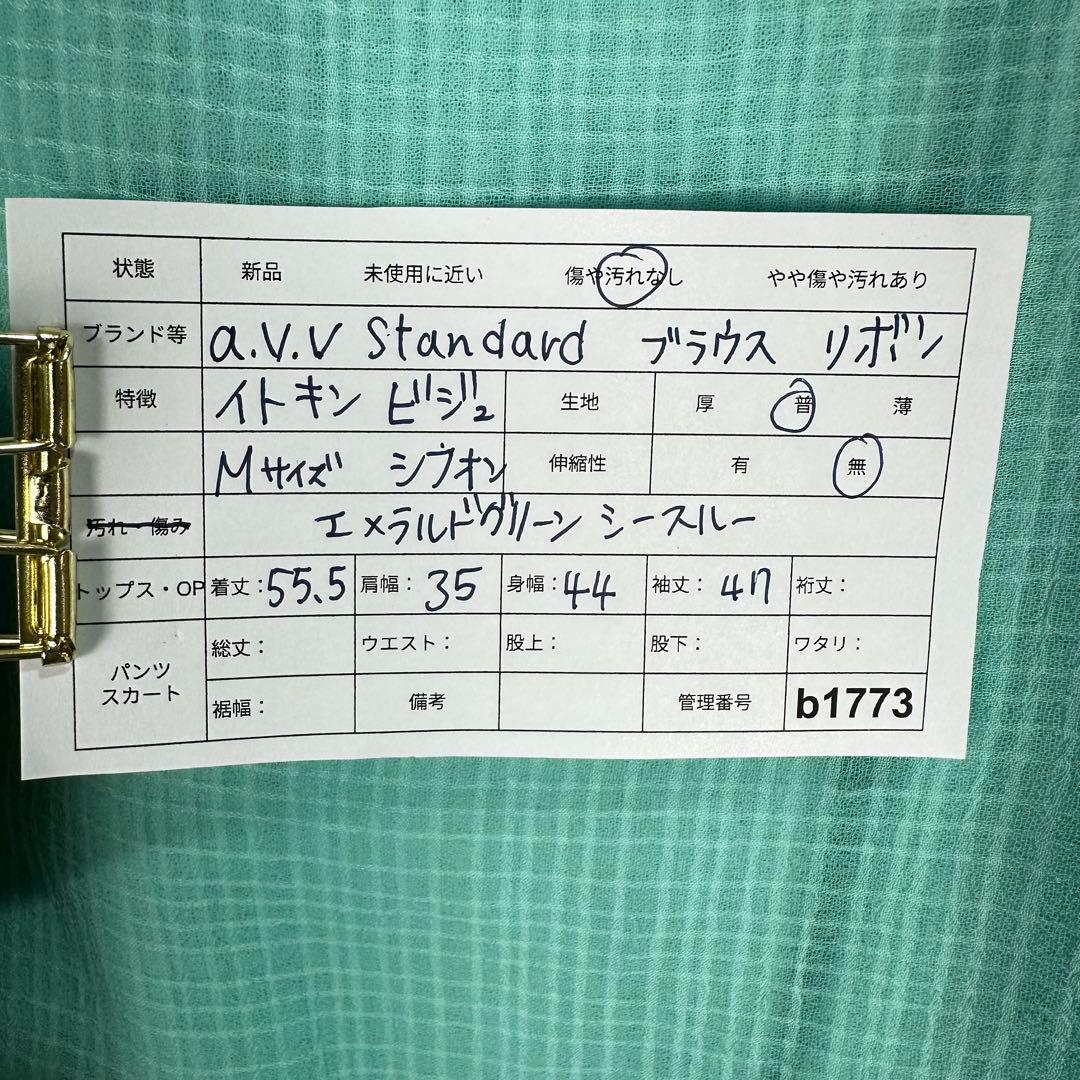 状態 新品 未使用に近い 傷や汚れなし やや傷や汚れあり
ブランド等 a.v.v Standard ブラウス リボン
特徴 イトキン ビジュ 生地 厚 普 薄
Mサイズ シフォン 伸縮性 有 無
汚れ・傷み エメラルドグリーン シースルー
トップス・OP 着丈:55.5 肩幅:35 身幅:44 袖丈:47 裄丈:
パンツ スカート 総丈: ウエスト: 股上: 股下: ワタリ:
裾幅: 備考 管理番号 b1773